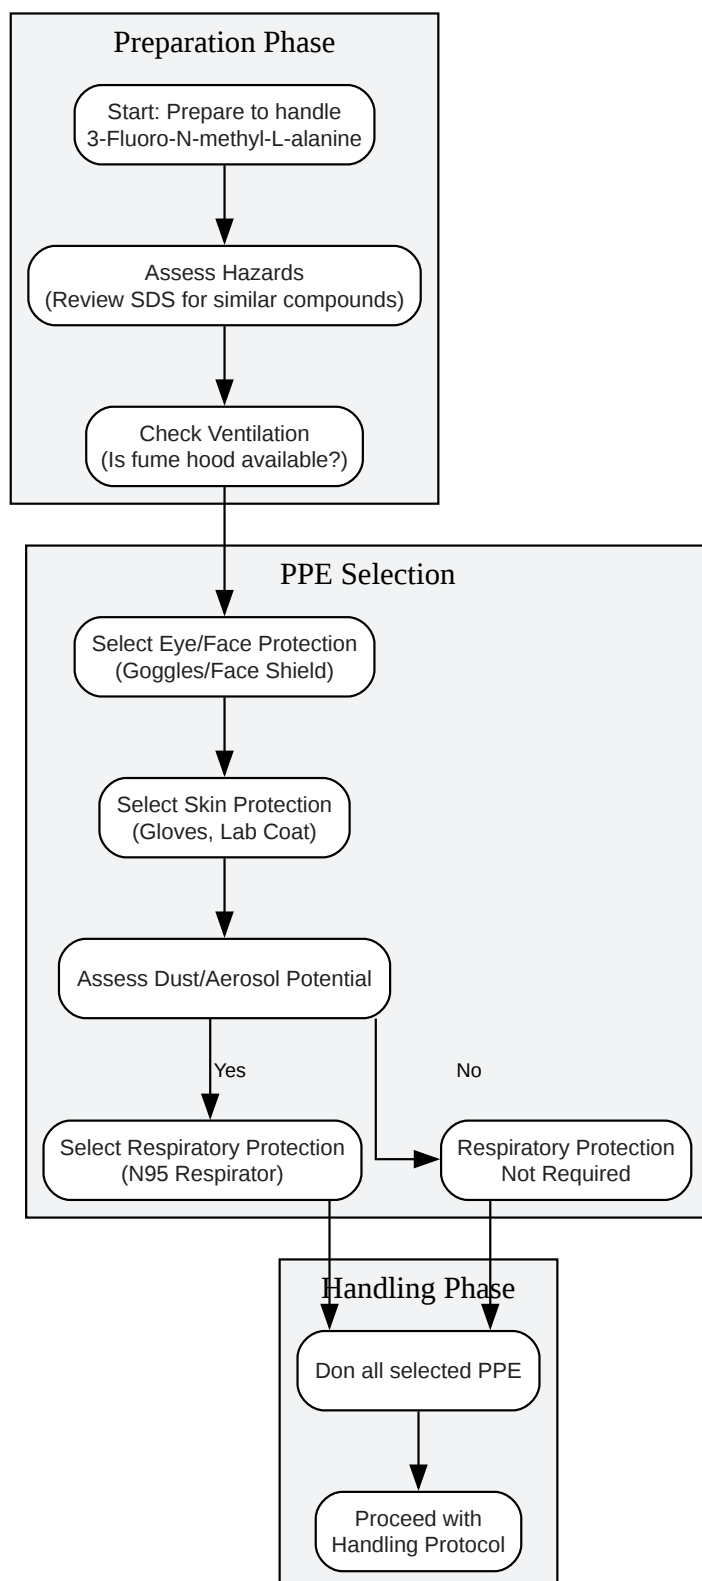 Preparation Phase
Start: Prepare to handle
3-Fluoro-N-methyl-L-alanine
Assess Hazards
(Review SDS for similar compounds)
Check Ventilation
(Is fume hood available?)
PPE Selection
Select Eye/Face Protection
(Goggles/Face Shield)
Select Skin Protection
(Gloves, Lab Coat)
Assess Dust/Aerosol Potential
Yes
No
Select Respiratory Protection
(N95 Respirator)
Respiratory Protection
Not Required
Handling Phase
Don all selected PPE
Proceed with
Handling Protocol